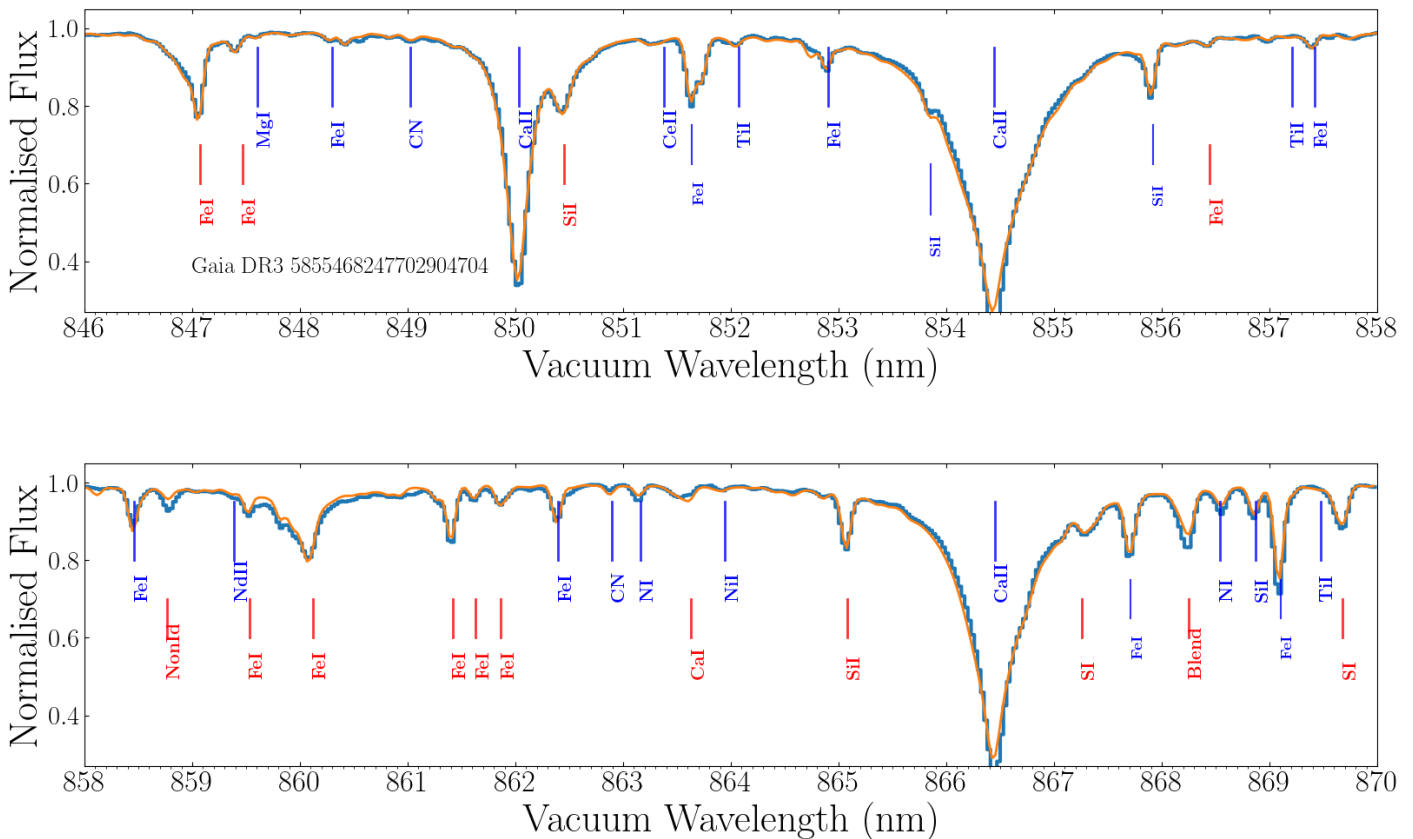 Normalised Flux
1.0
0.8
0.6
0.4
MgI
FeI
CN
CaII
CeII
TiI
FeI
CaII
TiI
FeI
FeI
SiI
SiI
FeI
FeI
SiI
FeI
Gaia DR3 5855468247702904704
846 847 848 849 850 851 852 853 854 855 856 857 858
Vacuum Wavelength (nm)
Normalised Flux
1.0
0.8
0.6
0.4
FeI
NdII
FeI
CN
NI
NiI
CaII
NI
SiI
TiI
FeI
FeI
NonId
FeI
FeI
FeI
FeI
FeI
CaI
SiI
SI
Blend
SI
858 859 860 861 862 863 864 865 866 867 868 869 870
Vacuum Wavelength (nm)